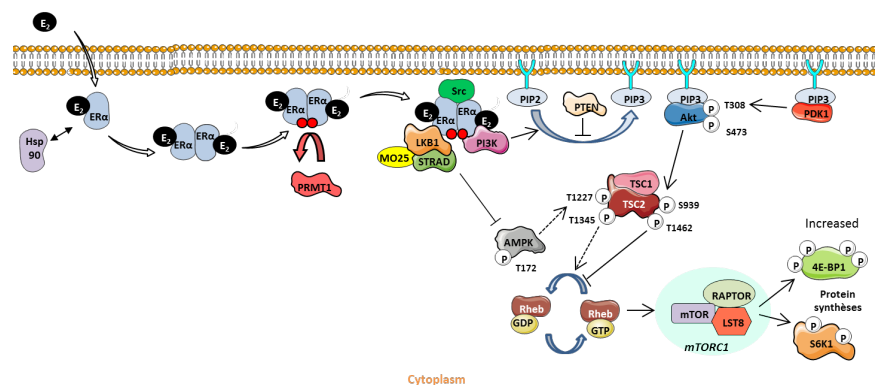 E2
E2
ERα
Hsp
90
E2
ERα
ERα
E2
E2
ERα
ERα
E2
PRMT1
Src
E2
ERα
ERα
E2
LKB1
PI3K
MO25
STRAD
PIP2
PTEN
PIP3
PIP3
Akt
P
T308
P
S473
PIP3
PDK1
TSC1
T1227
P
TSC2
P
S939
T1345
P
P
T1462
AMPK
P
T172
Rheb
GDP
Rheb
GTP
RAPTOR
mTOR
LST8
mTORC1
Increased
P
P
P
P
4E-BP1
Protein
synthèses
P
P
S6K1
Cytoplasm